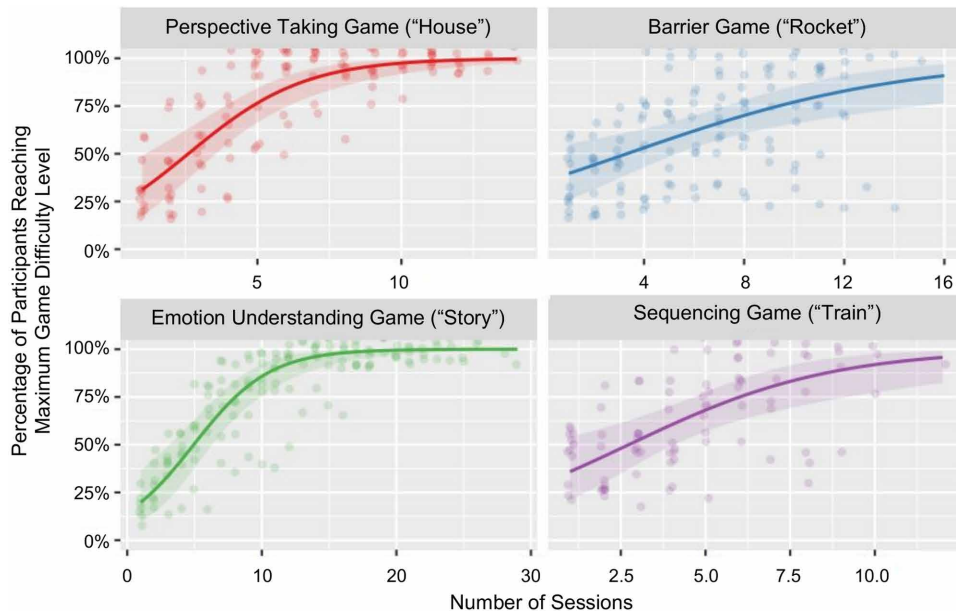 Perspective Taking Game (“House”)
Barrier Game (“Rocket”)
100%
75%
50%
25%
0%
5 10
4 8 12 16
Percentage of Participants Reaching
Maximum Game Difficulty Level
Emotion Understanding Game (“Story”)
Sequencing Game (“Train”)
100%
75%
50%
25%
0%
0 10 20 30
2.5 5.0 7.5 10.0
Number of Sessions